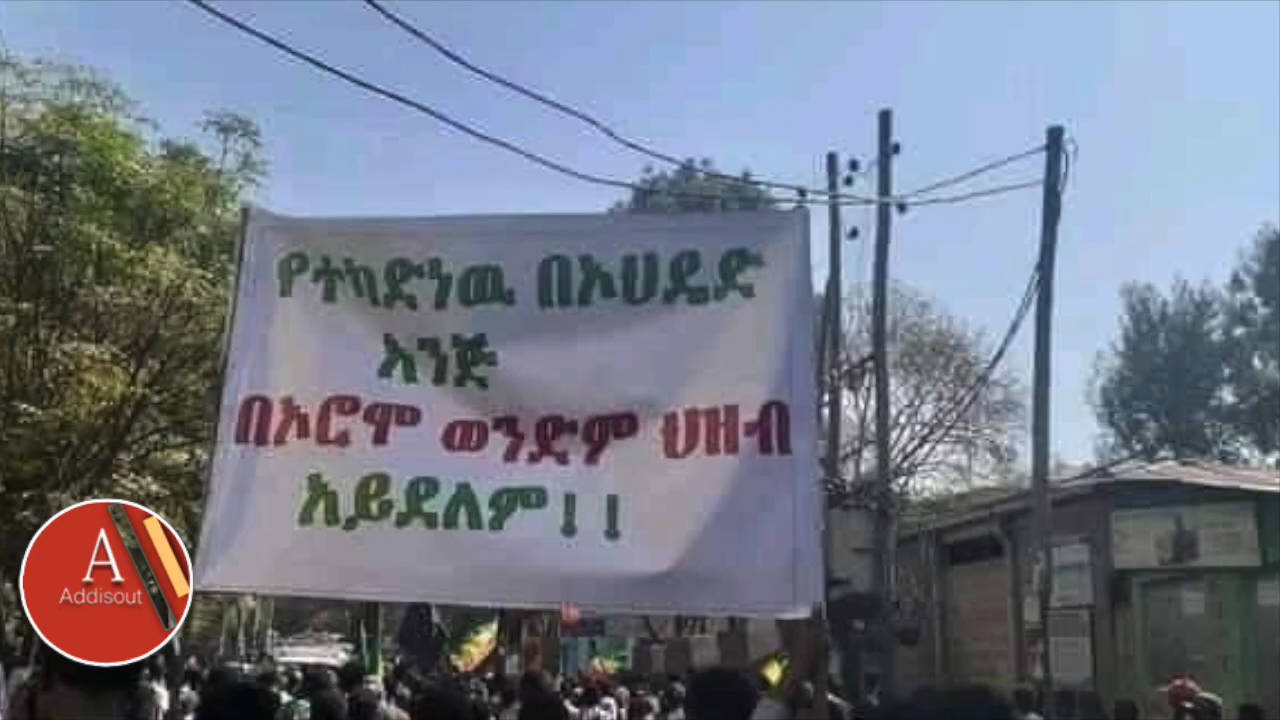 የተካድነዉ በኦህዴድ
እንጅ
በኦሮሞ ወንድም ህዝብ
አይደለም!!
A
Addisout